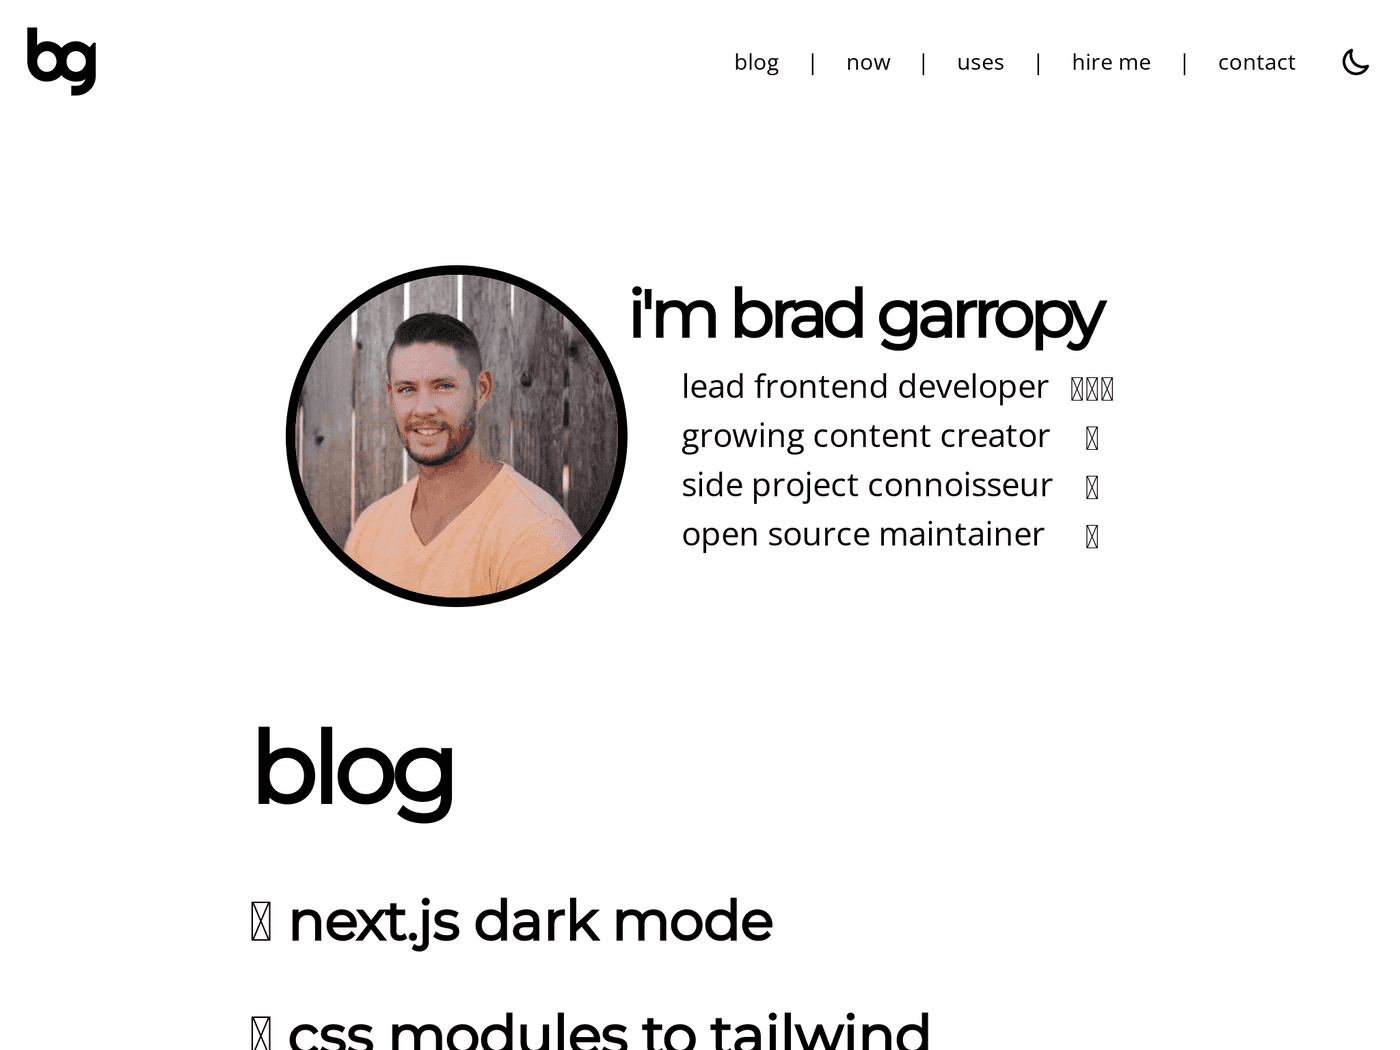 bg
blog | now | uses | hire me | contact
i'm brad garropy
lead frontend developer
growing content creator
side project connoisseur
open source maintainer
blog
next.js dark mode
css modules to tailwind